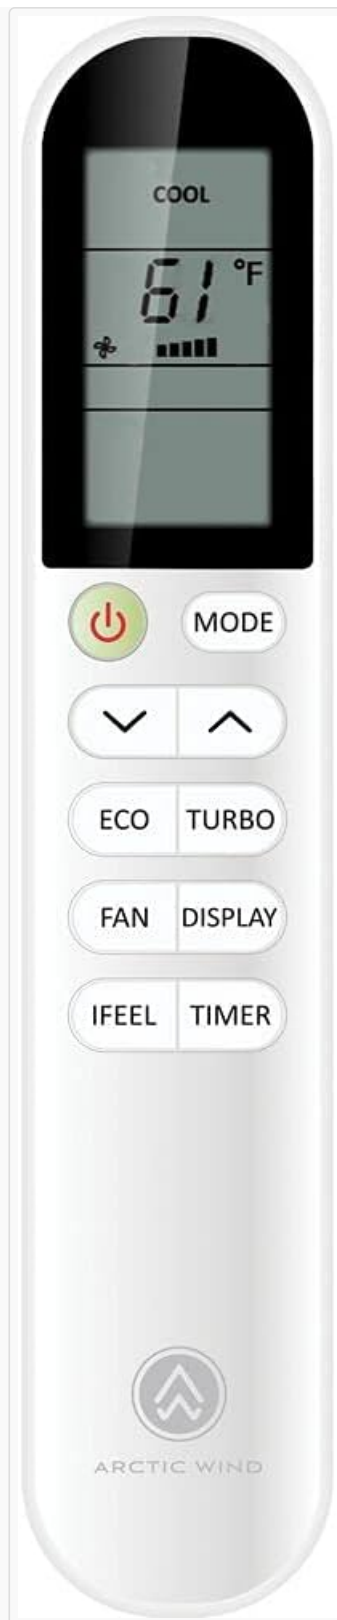 COOL
61 °F
MODE
ECO TURBO
FAN DISPLAY
IFEEL TIMER
ARCTIC WIND